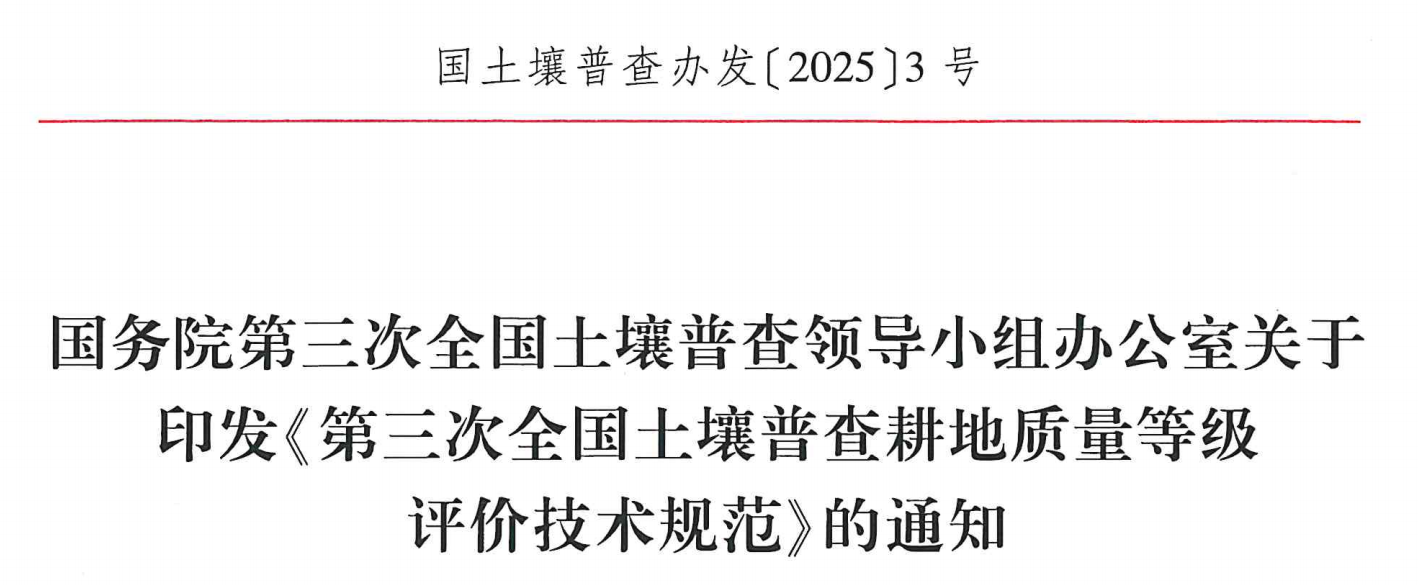 国土壤普查办发〔2025〕3 号
国务院第三次全国土壤普查领导小组办公室关于
印发《第三次全国土壤普查耕地质量等级
评价技术规范》的通知